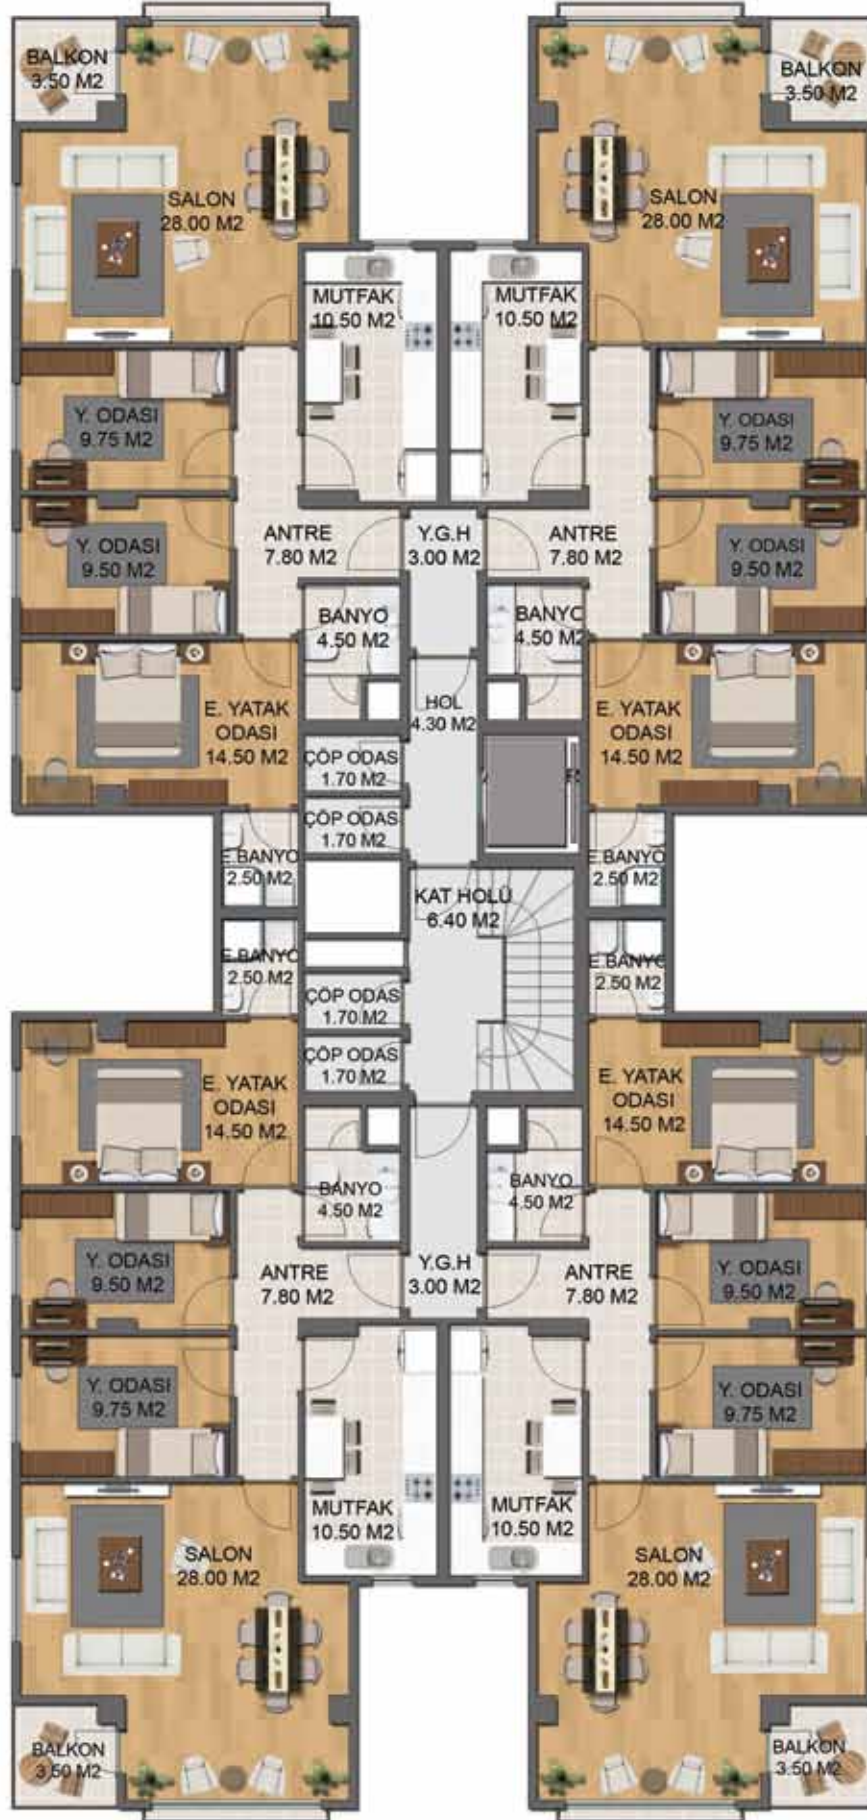 BALKON
3.50 M2
BALKON
3.50 M2
SALON
28.00 M2
SALON
28.00 M2
MUTFAK
10.50 M2
MUTFAK
10.50 M2
Y. ODASI
9.75 M2
Y. ODASI
9.75 M2
ANTRE
7.80 M2
Y.G.H
3.00 M2
ANTRE
7.80 M2
Y. ODASI
9.50 M2
Y. ODASI
9.50 M2
BANYO
4.50 M2
BANYO
4.50 M2
E. YATAK
ODASI
14.50 M2
HOL
4.30 M2
E. YATAK
ODASI
14.50 M2
ÇÖP ODAS
1.70 M2
ÇÖP ODAS
1.70 M2
E.BANYO
2.50 M2
E.BANYO
2.50 M2
KAT HOLÜ
6.40 M2
E.BANYO
2.50 M2
E.BANYO
2.50 M2
ÇÖP ODAS
1.70 M2
ÇÖP ODAS
1.70 M2
E. YATAK
ODASI
14.50 M2
E. YATAK
ODASI
14.50 M2
BANYO
4.50 M2
BANYO
4.50 M2
Y. ODASI
9.50 M2
ANTRE
7.80 M2
Y.G.H
3.00 M2
ANTRE
7.80 M2
Y. ODASI
9.50 M2
Y. ODASI
9.75 M2
Y. ODASI
9.75 M2
MUTFAK
10.50 M2
MUTFAK
10.50 M2
SALON
28.00 M2
SALON
28.00 M2
BALKON
3.50 M2
BALKON
3.50 M2